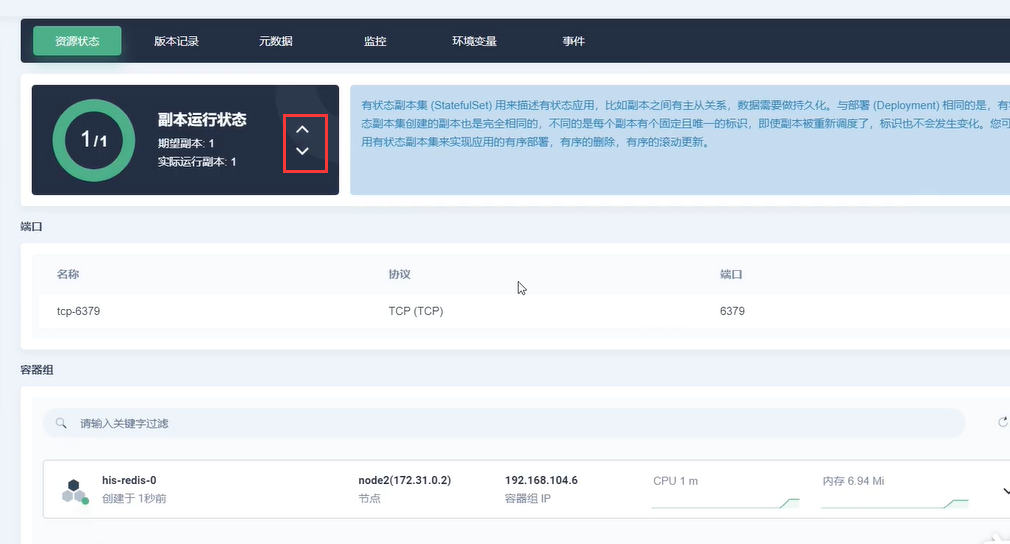 资源状态 版本记录 元数据 监控 环境变量 事件
1/1
副本运行状态
期望副本: 1
实际运行副本: 1
有状态副本集 (StatefulSet) 用来描述有状态应用，比如副本之间有主从关系，数据需要做持久化。与部署 (Deployment) 相同的是，有
态副本集创建的副本也是完全相同的，不同的是每个副本有个固定且唯一的标识，即使副本被重新调度了，标识也不会发生变化。您可
用有状态副本集来实现应用的有序部署，有序的删除，有序的滚动更新。
端口
名称 协议 端口
tcp-6379 TCP (TCP) 6379
容器组
请输入关键字过滤
his-redis-0 node2(172.31.0.2) 192.168.104.6 CPU 1 m 内存 6.94 Mi
创建于 1秒前 节点 容器组 IP